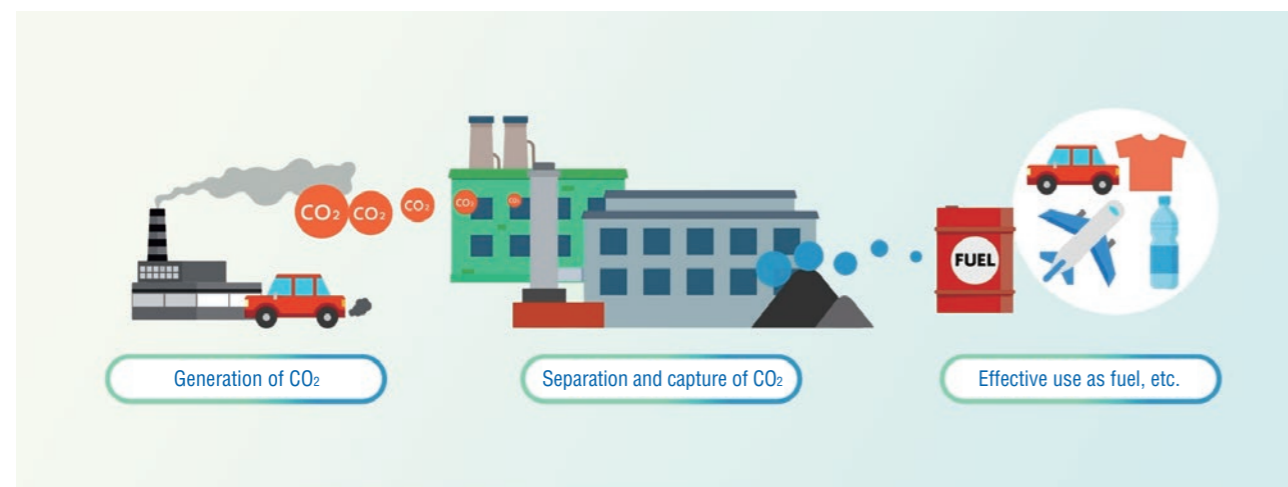 CO2
CO2
CO2
CO2
CO2
FUEL
Generation of CO2
Separation and capture of CO2
Effective use as fuel, etc.